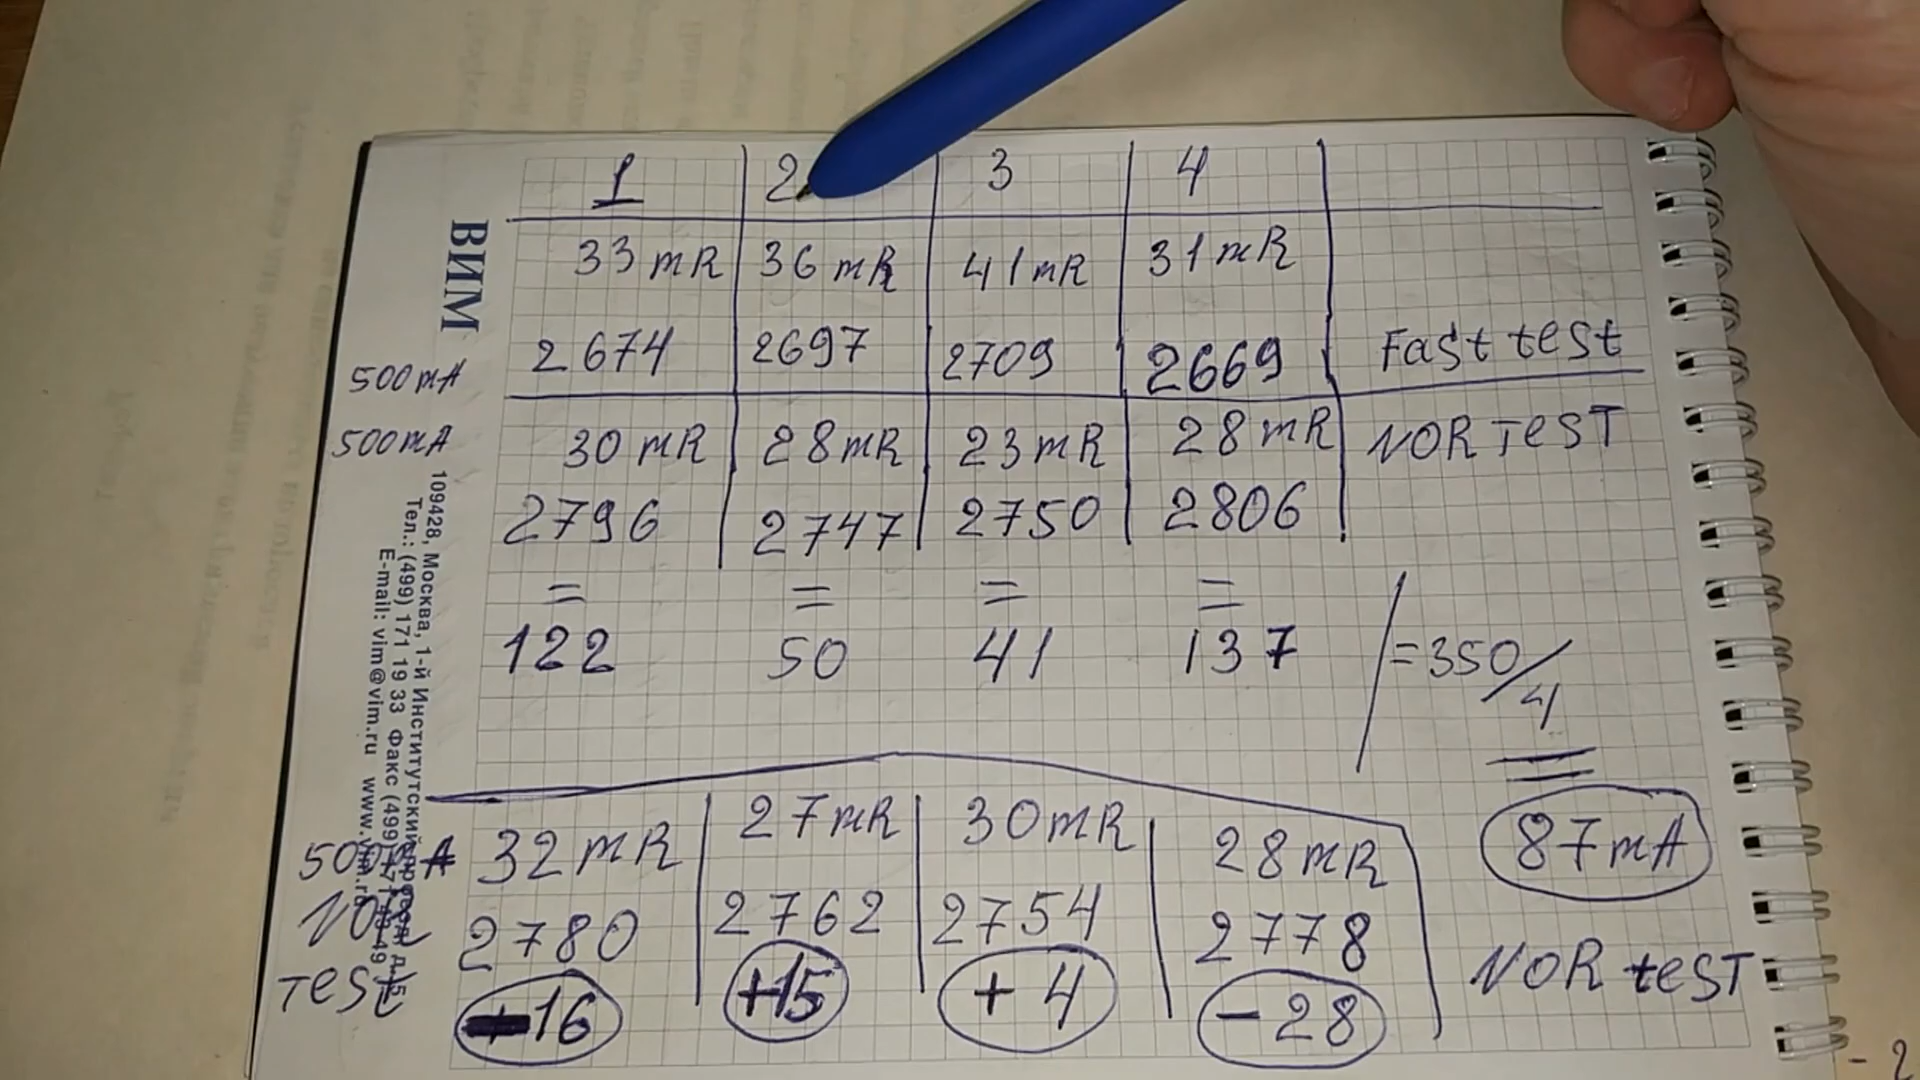 1 2 3 4
33 mR 36 mR 41 mR 31 mR
500 mA 2674 2697 2709 2669 Fast test
500 mA 30 mR 28 mR 23 mR 28 mR NOR TEST
2796 2747 2750 2806
= = = =
122 50 41 137 = 350/4
=
87 mA
32 mR 27 mR 30 mR 28 mR
2780 2762 2754 2778 NOR test
TesT
16 +15 + 4 - 28
- 2
ВИМ
109428, Москва, 1-й Институтский
Тел.: (499) 171 19 33 Факс (499)
E-mail: vim@vim.ru